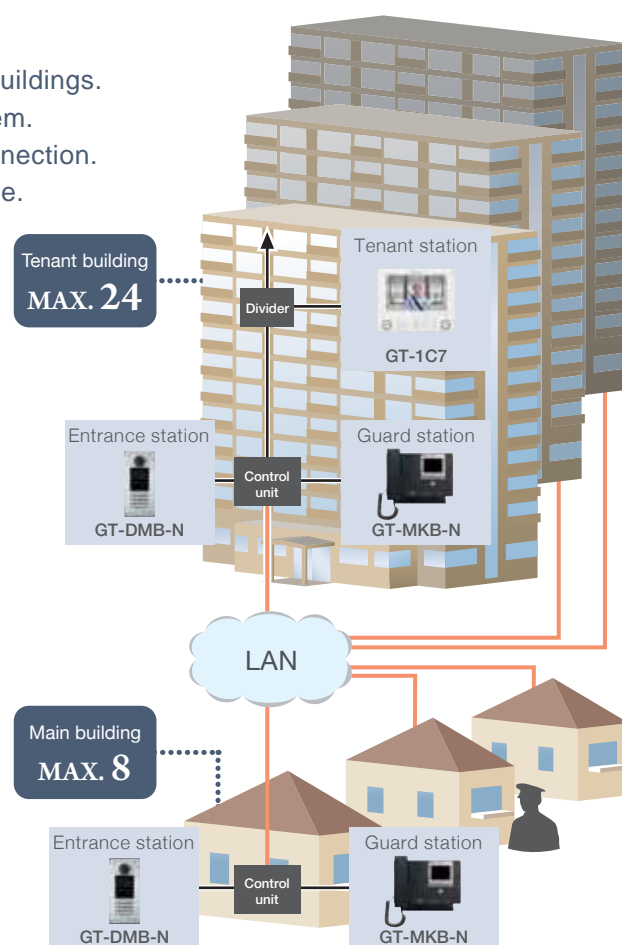 uildings.
em.
nnection.
e.
Tenant building
MAX. 24
Tenant station
Divider
GT-1C7
Entrance station
Guard station
Control
unit
GT-DMB-N
GT-MKB-N
LAN
Main building
MAX. 8
Entrance station
Guard station
Control
unit
GT-DMB-N
GT-MKB-N